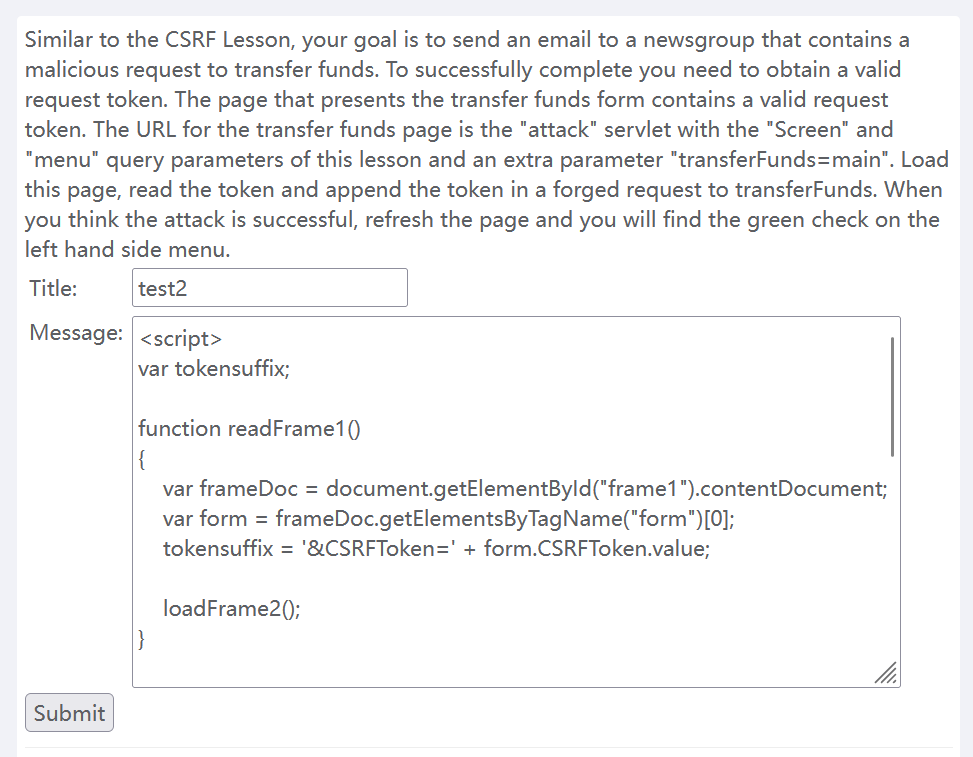 Similar to the CSRF Lesson, your goal is to send an email to a newsgroup that contains a
malicious request to transfer funds. To successfully complete you need to obtain a valid
request token. The page that presents the transfer funds form contains a valid request
token. The URL for the transfer funds page is the "attack" servlet with the "Screen" and
"menu" query parameters of this lesson and an extra parameter "transferFunds=main". Load
this page, read the token and append the token in a forged request to transferFunds. When
you think the attack is successful, refresh the page and you will find the green check on the
left hand side menu.
Title: test2
Message: <script>
var tokensuffix;
function readFrame1()
{
var frameDoc = document.getElementById("frame1").contentDocument;
var form = frameDoc.getElementsByTagName("form")[0];
tokensuffix = '&CSRFToken=' + form.CSRFToken.value;
loadFrame2();
}
Submit